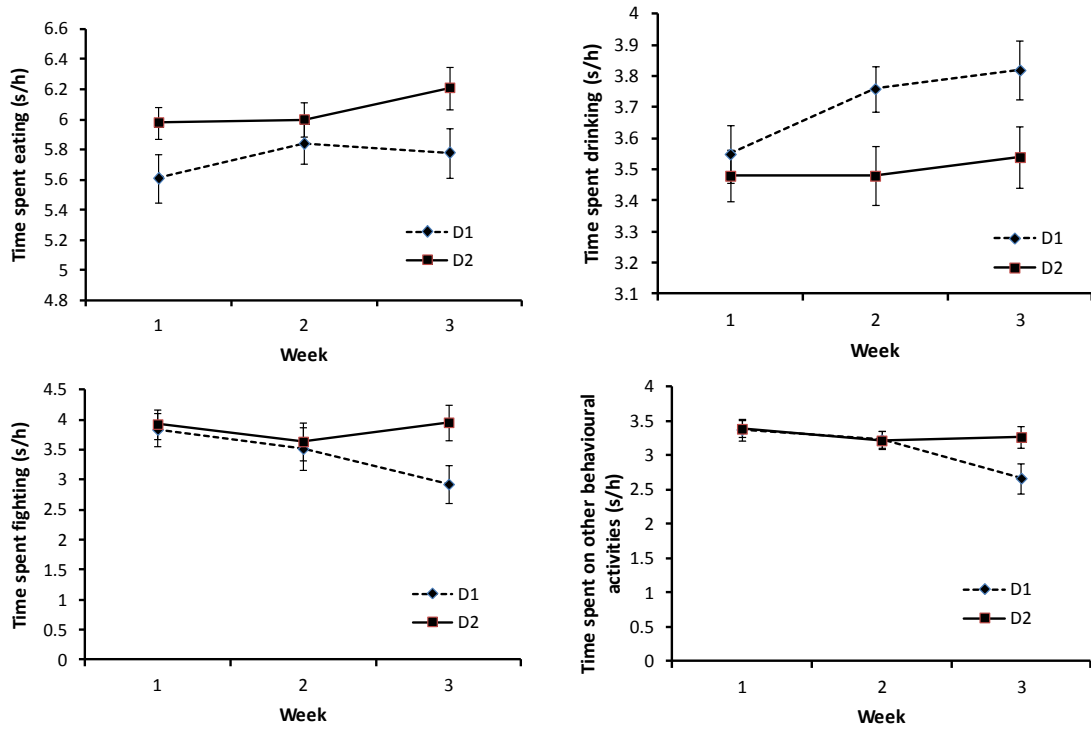 Time spent eating (s/h)
6.6
6.4
6.2
6
5.8
5.6
5.4
5.2
5
4.8
D1
D2
1 2 3
Week
Time spent drinking (s/h)
4
3.9
3.8
3.7
3.6
3.5
3.4
3.3
3.2
3.1
D1
D2
1 2 3
Week
Time spent fighting (s/h)
4.5
4
3.5
3
2.5
2
1.5
1
0.5
0
D1
D2
1 2 3
Week
Time spent on other behavioural
activities (s/h)
4
3.5
3
2.5
2
1.5
1
0.5
0
D1
D2
1 2 3
Week